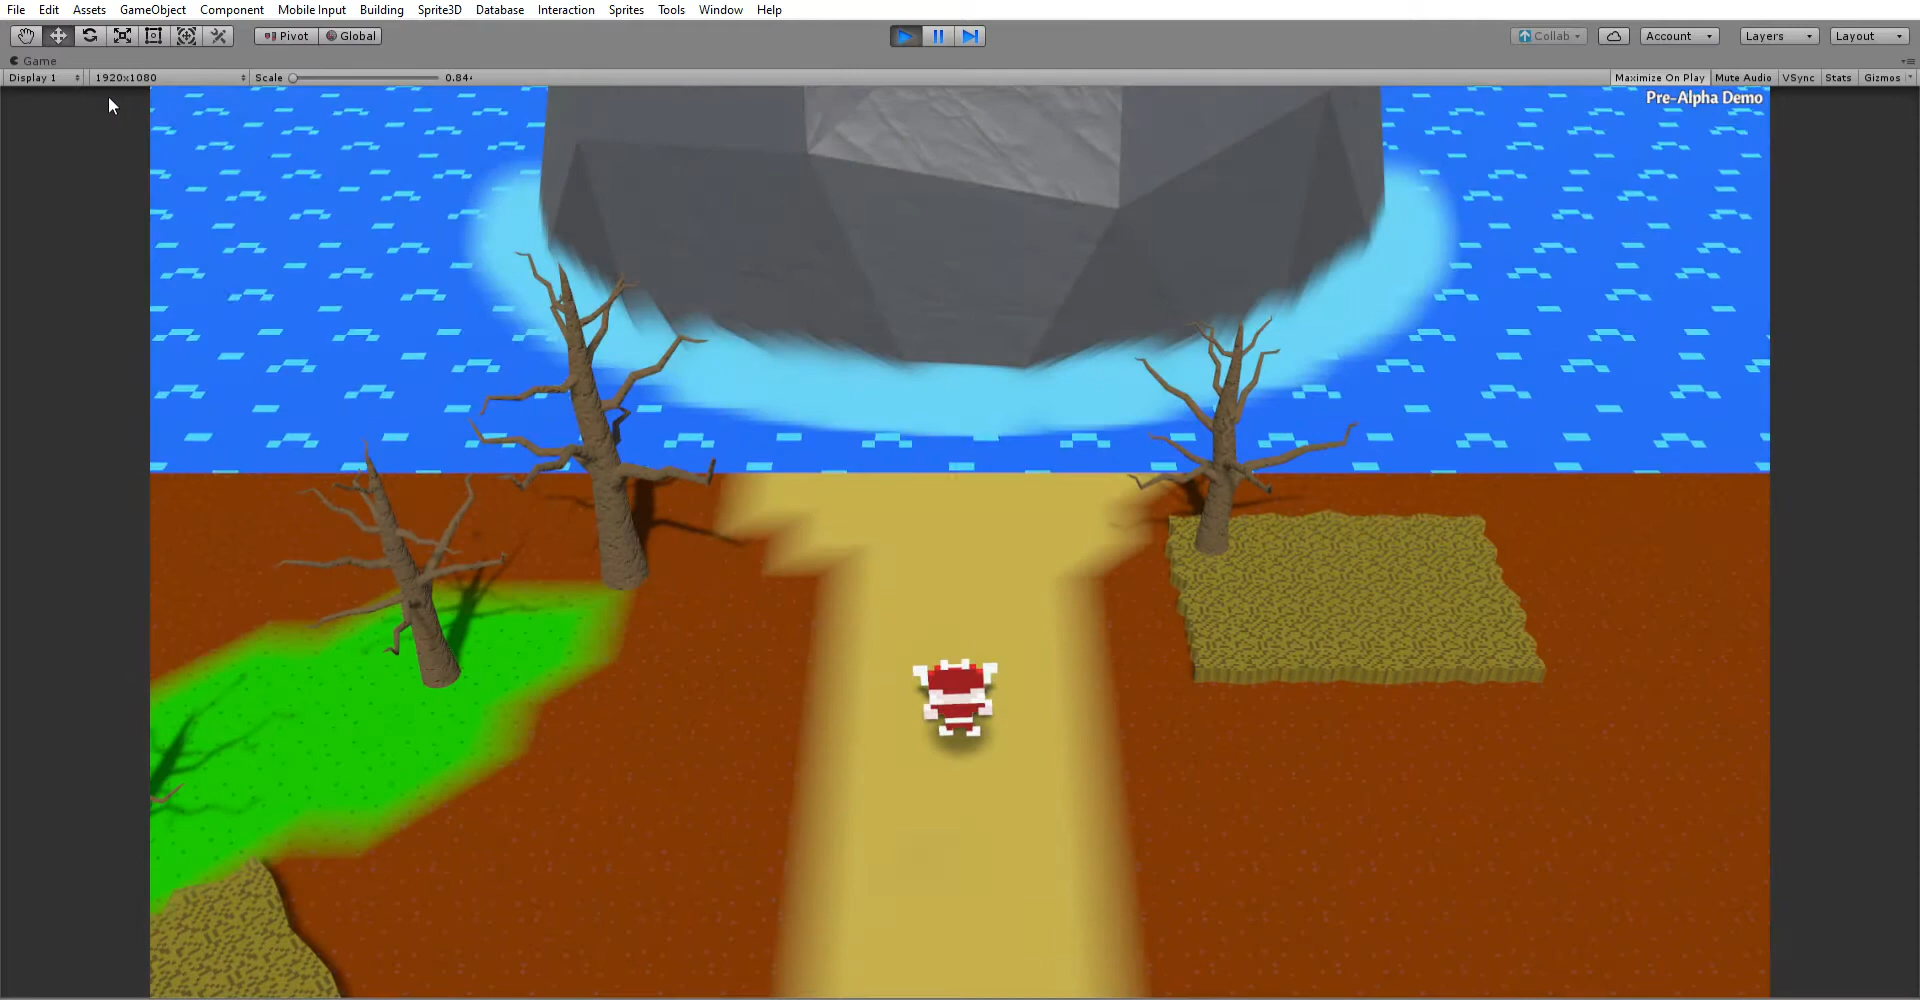 File Edit Assets GameObject Component Mobile Input Building Sprite3D Database Interaction Sprites Tools Window Help
Pivot Global Collab Account Layers Layout
Game
Display 1 1920x1080 Scale 0.84 Maximize On Play Mute Audio VSync Stats Gizmos
Pre-Alpha Demo